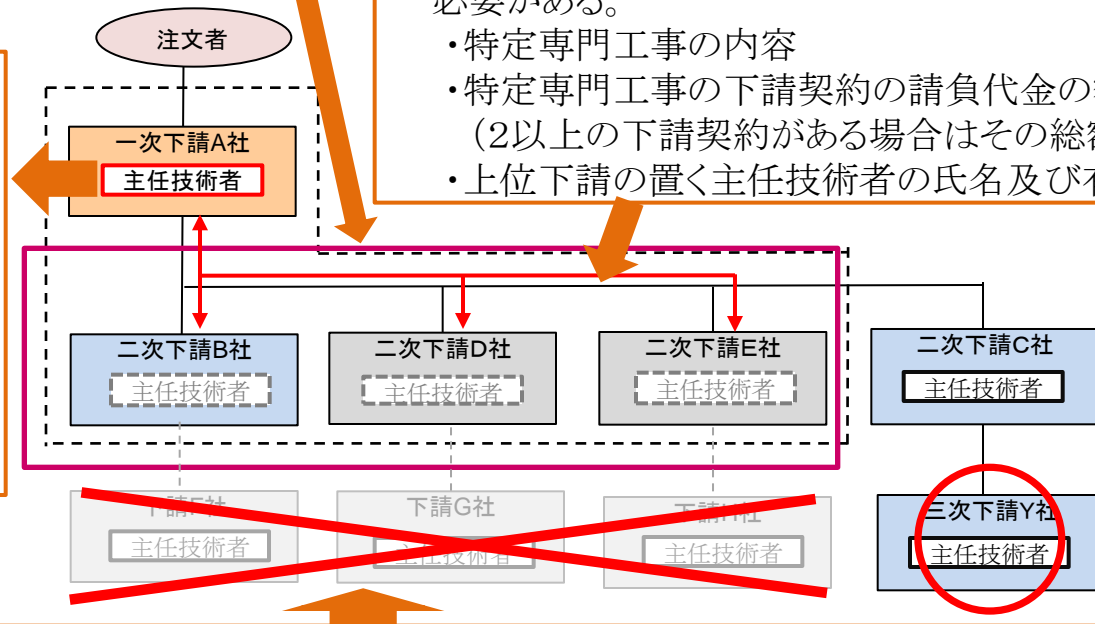 必要がある。
・特定専門工事の内容
・特定専門工事の下請契約の請負代金の
(2以上の下請契約がある場合はその総
・上位下請の置く主任技術者の氏名及び
注文者
一次下請A社
主任技術者
二次下請B社
主任技術者
二次下請D社
主任技術者
二次下請E社
主任技術者
二次下請C社
主任技術者
下請F社
主任技術者
下請G社
主任技術者
下請H社
主任技術者
三次下請Y社
主任技術者